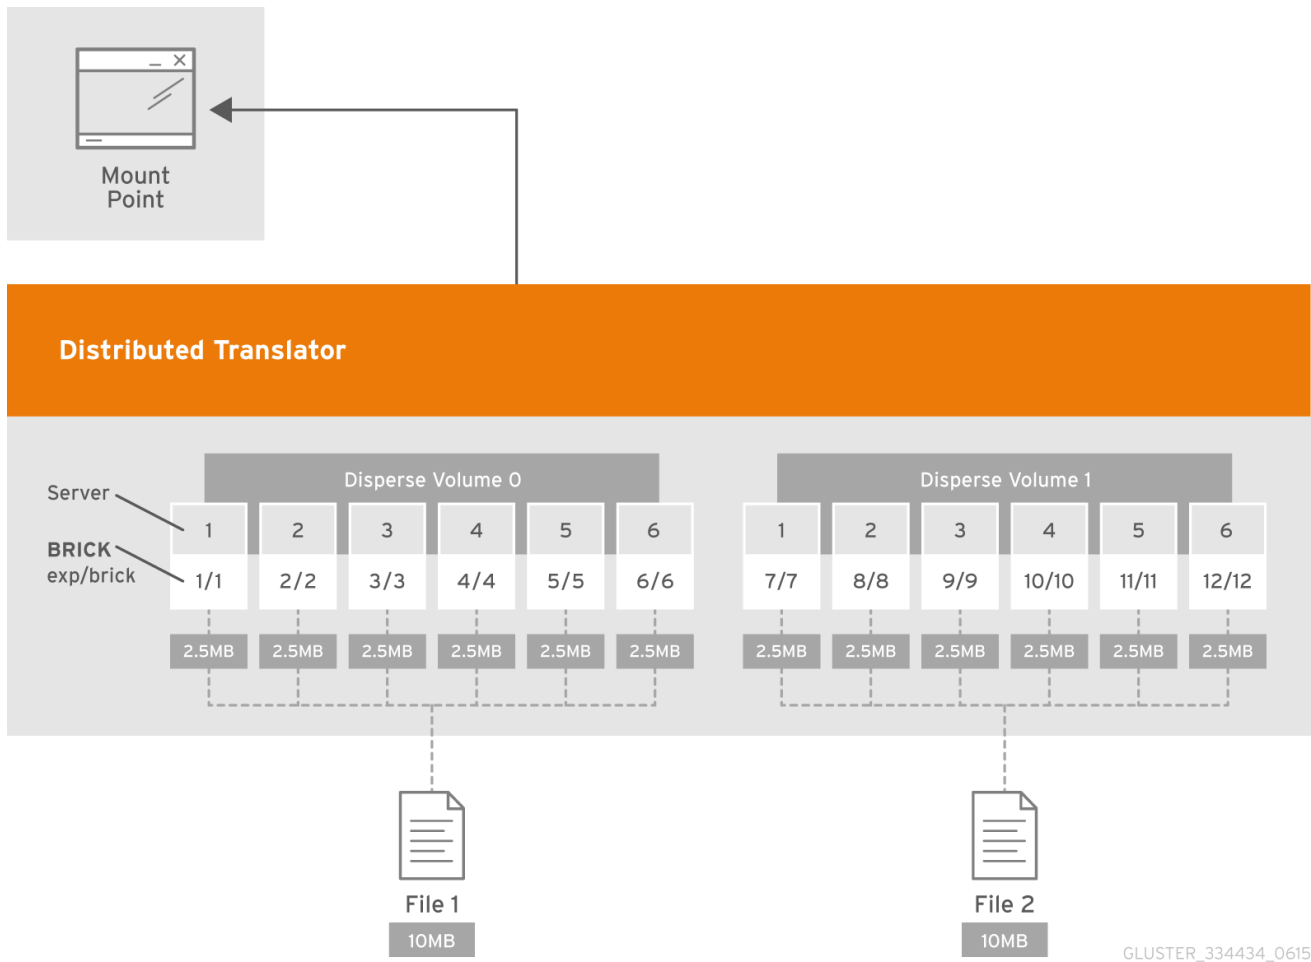 Mount
Point
Distributed Translator
Disperse Volume 0
Disperse Volume 1
Server
1 2 3 4 5 6
1 2 3 4 5 6
BRICK
exp/brick
1/1 2/2 3/3 4/4 5/5 6/6
7/7 8/8 9/9 10/10 11/11 12/12
2.5MB 2.5MB 2.5MB 2.5MB 2.5MB 2.5MB
2.5MB 2.5MB 2.5MB 2.5MB 2.5MB 2.5MB
File 1
10MB
File 2
10MB
GLUSTER_334434_0615